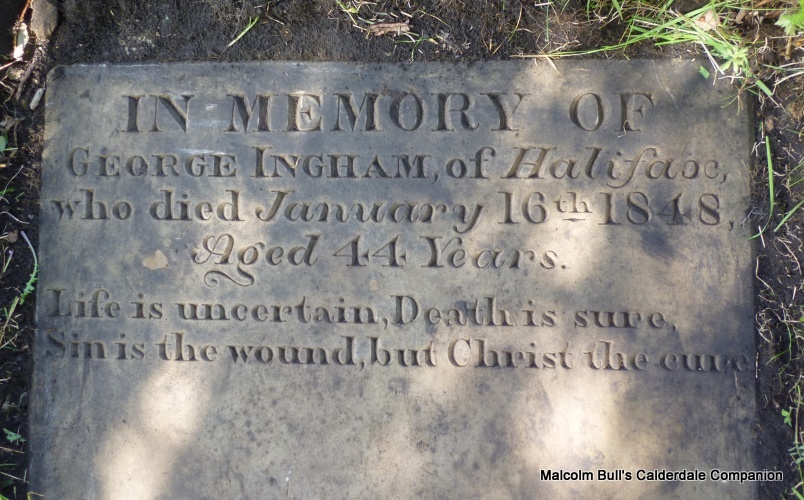 IN MEMORY OF
GEORGE INGHAM, of Halifax,
who died January 16th 1848,
Aged 44 Years.
Life is uncertain, Death is sure,
Sin is the wound, but Christ the cure
Malcolm Bull's Calderdale Companion